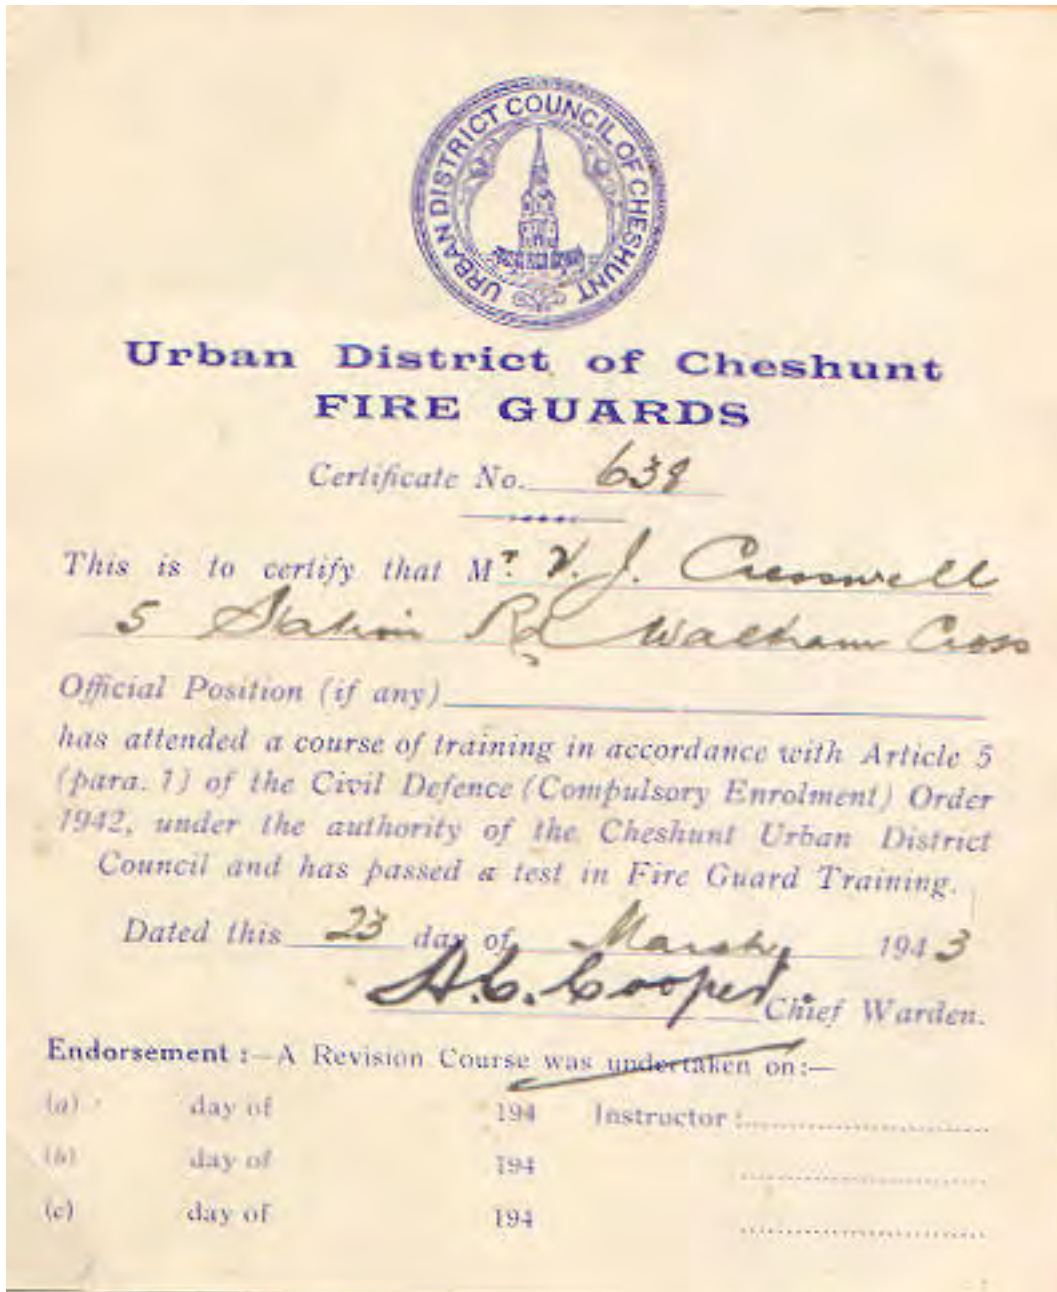 URBAN DISTRICT COUNCIL OF CHESHUNT
Urban District of Cheshunt
FIRE GUARDS
Certificate No. 638
This is to certify that Mr. V. J. Cresswell
5 Station Rd Waltham Cross
Official Position (if any)
has attended a course of training in accordance with Article 5
(para. 1) of the Civil Defence (Compulsory Enrolment) Order
1942, under the authority of the Cheshunt Urban District
Council and has passed a test in Fire Guard Training.
Dated this 23 day of March 1943
A.C. Cooper. Chief Warden.
Endorsement :—A Revision Course was undertaken on:—
(a) day of 194 Instructor :
(b) day of 194
(c) day of 194